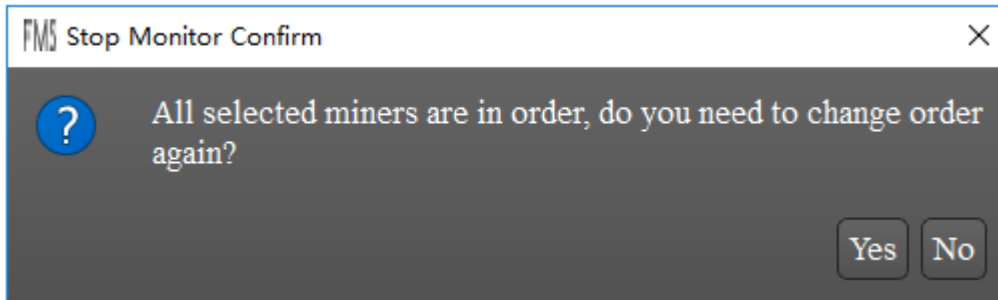 FMS Stop Monitor Confirm
?
All selected miners are in order, do you need to change order
again?
Yes No